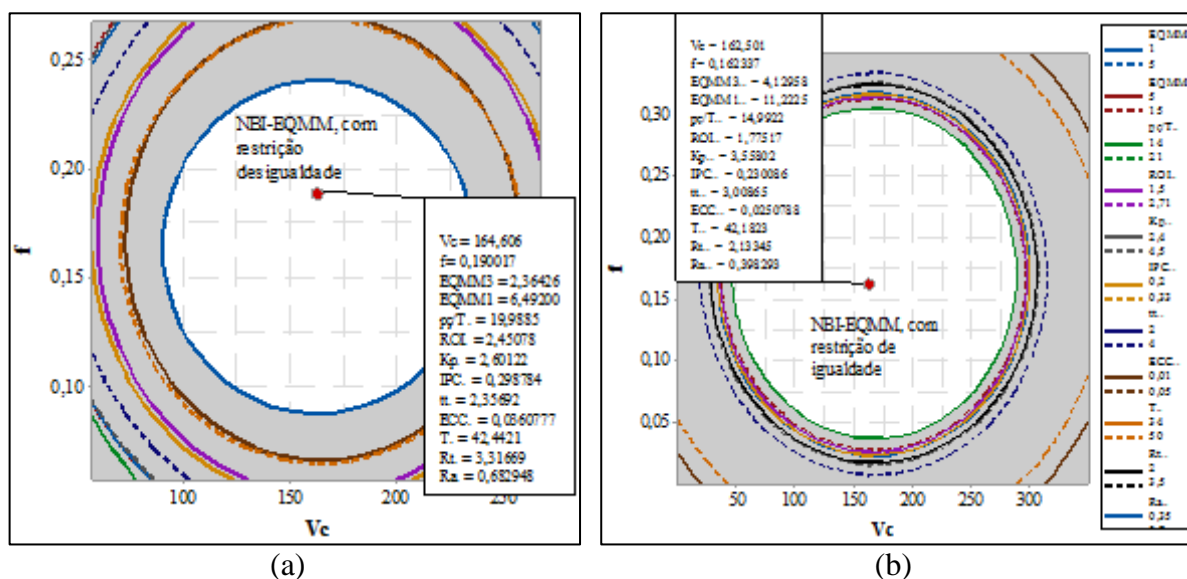 0,25
0,20
0,15
0,10
f
100
150
200
250
Vc
NBI-EQMM, com
restrição
desigualdade
Vc = 164,606
f= 0,190017
EQMM3 = 2,36426
EQMM1 = 6,49200
pç/T.. = 19,9885
ROI.. = 2,45078
Kp.. = 2,60122
IPC.. = 0,298784
tt.. = 2,35692
ECC.. = 0,0360777
T.. = 42,4421
Rt.. = 3,31669
Ra.. = 0,682948
(a)
Vc = 162,501
f= 0,162337
EQMM3.. = 4,12958
EQMM1.. = 11,2225
pç/T.. = 14,9922
ROI.. = 1,77517
Kp.. = 3,55802
IPC.. = 0,230086
tt.. = 3,00865
ECC.. = 0,0250788
T.. = 42,1823
Rt.. = 2,13345
Ra.. = 0,398293
0,30
0,25
0,20
0,15
0,10
0,05
f
50
100
150
200
250
300
Vc
NBI-EQMM, com
restrição de
igualdade
EQMM
1
5
EQMM
5
15
pç/T..
14
21
ROI..
1,5
2,71
Kp..
2,4
4,5
IPC..
0,2
0,33
tt..
2
4
ECC..
0,01
0,05
T..
34
50
Rt..
2
3,5
Ra..
0,35
(b)